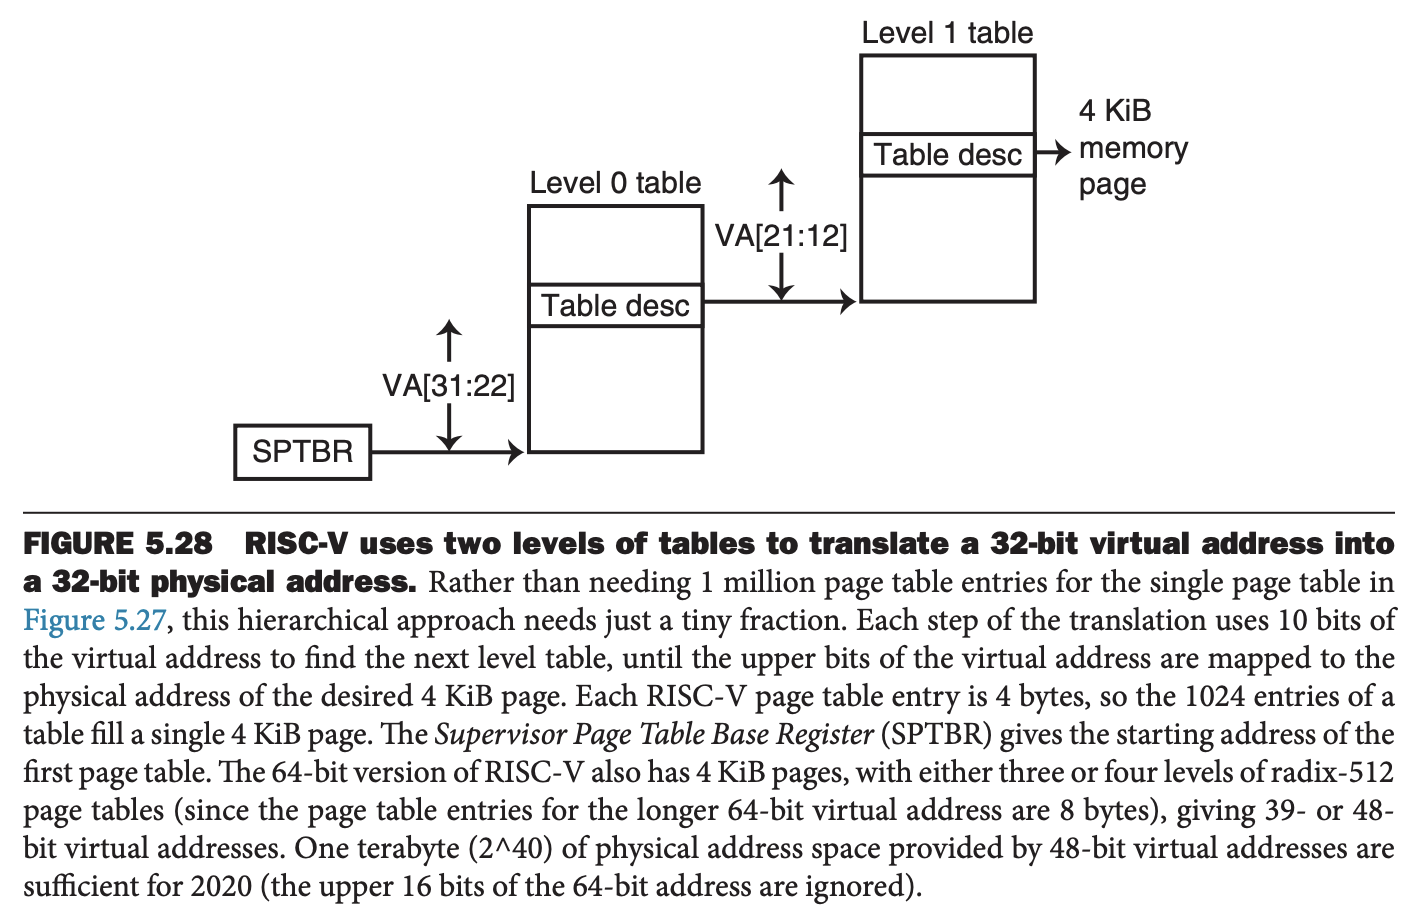 Level 1 table
4 KiB
memory
page
Table desc
Level 0 table
VA[21:12]
Table desc
VA[31:22]
SPTBR
FIGURE 5.28 RISC-V uses two levels of tables to translate a 32-bit virtual address into
a 32-bit physical address. Rather than needing 1 million page table entries for the single page table in
Figure 5.27, this hierarchical approach needs just a tiny fraction. Each step of the translation uses 10 bits of
the virtual address to find the next level table, until the upper bits of the virtual address are mapped to the
physical address of the desired 4 KiB page. Each RISC-V page table entry is 4 bytes, so the 1024 entries of a
table fill a single 4 KiB page. The Supervisor Page Table Base Register (SPTBR) gives the starting address of the
first page table. The 64-bit version of RISC-V also has 4 KiB pages, with either three or four levels of radix-512
page tables (since the page table entries for the longer 64-bit virtual address are 8 bytes), giving 39- or 48-
bit virtual addresses. One terabyte (2^40) of physical address space provided by 48-bit virtual addresses are
sufficient for 2020 (the upper 16 bits of the 64-bit address are ignored).